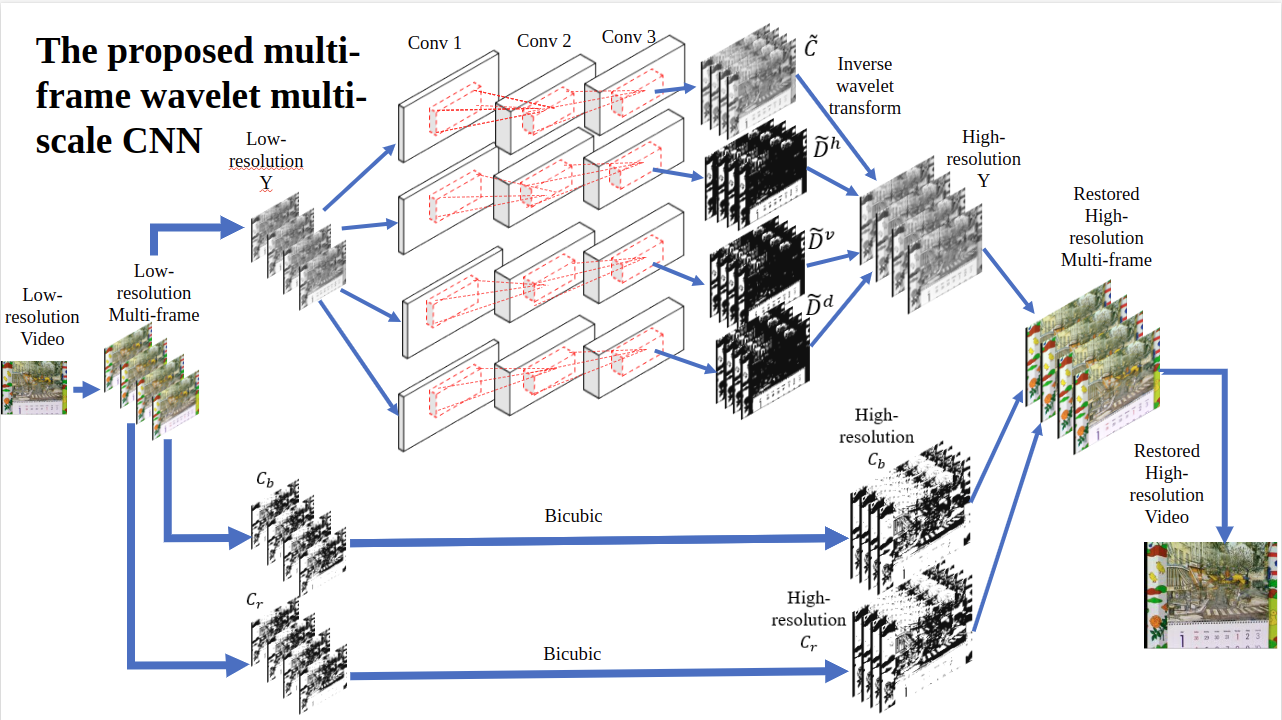 The proposed multi-
frame wavelet multi-
scale CNN
Conv 1
Conv 2
Conv 3
C̃
Inverse
wavelet
transform
Low-
resolution
Y
D̃ʰ
High-
resolution
Y
D̃ᵛ
D̃ᵈ
Restored
High-
resolution
Multi-frame
Low-
resolution
Multi-frame
Low-
resolution
Video
High-
resolution
C_b
Restored
High-
resolution
Video
C_b
Bicubic
C_r
High-
resolution
C_r
Bicubic